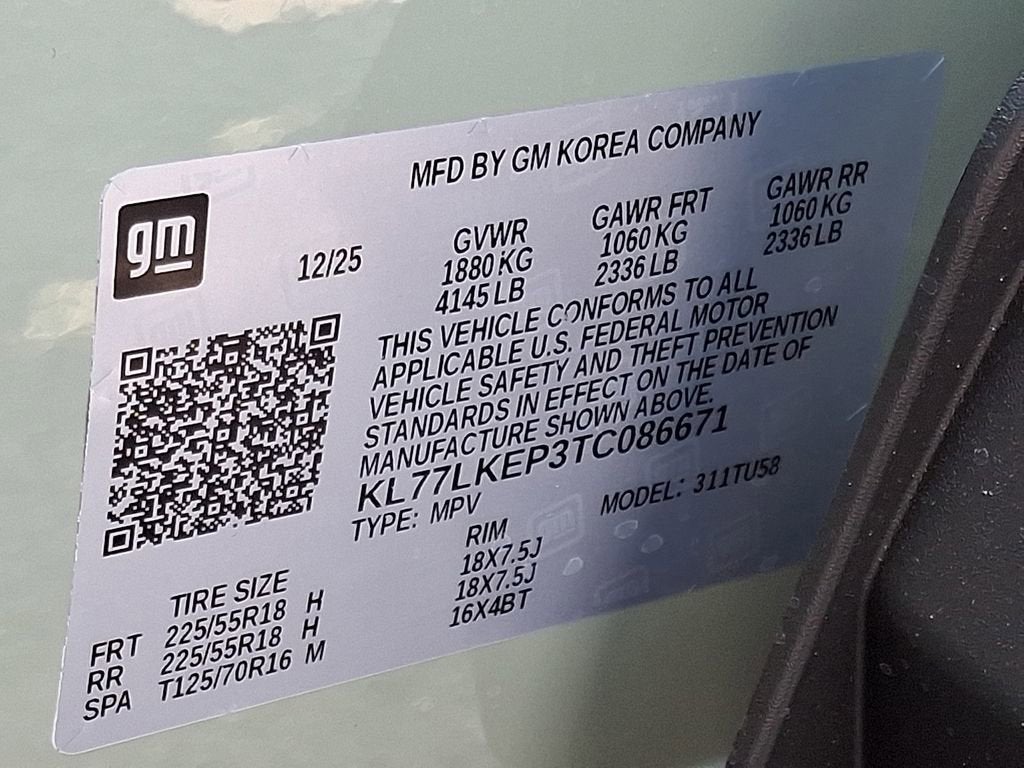 MFD BY GM KOREA COMPANY
gm
12/25
GVWR GAWR FRT GAWR RR
1880 KG 1060 KG 1060 KG
4145 LB 2336 LB 2336 LB
THIS VEHICLE CONFORMS TO ALL
APPLICABLE U.S. FEDERAL MOTOR
VEHICLE SAFETY AND THEFT PREVENTION
STANDARDS IN EFFECT ON THE DATE OF
MANUFACTURE SHOWN ABOVE.
KL77LKEP3TC086671
TYPE: MPV MODEL: 311TU58
TIRE SIZE RIM
FRT 225/55R18 H 18X7.5J
RR 225/55R18 H 18X7.5J
SPA T125/70R16 M 16X4BT